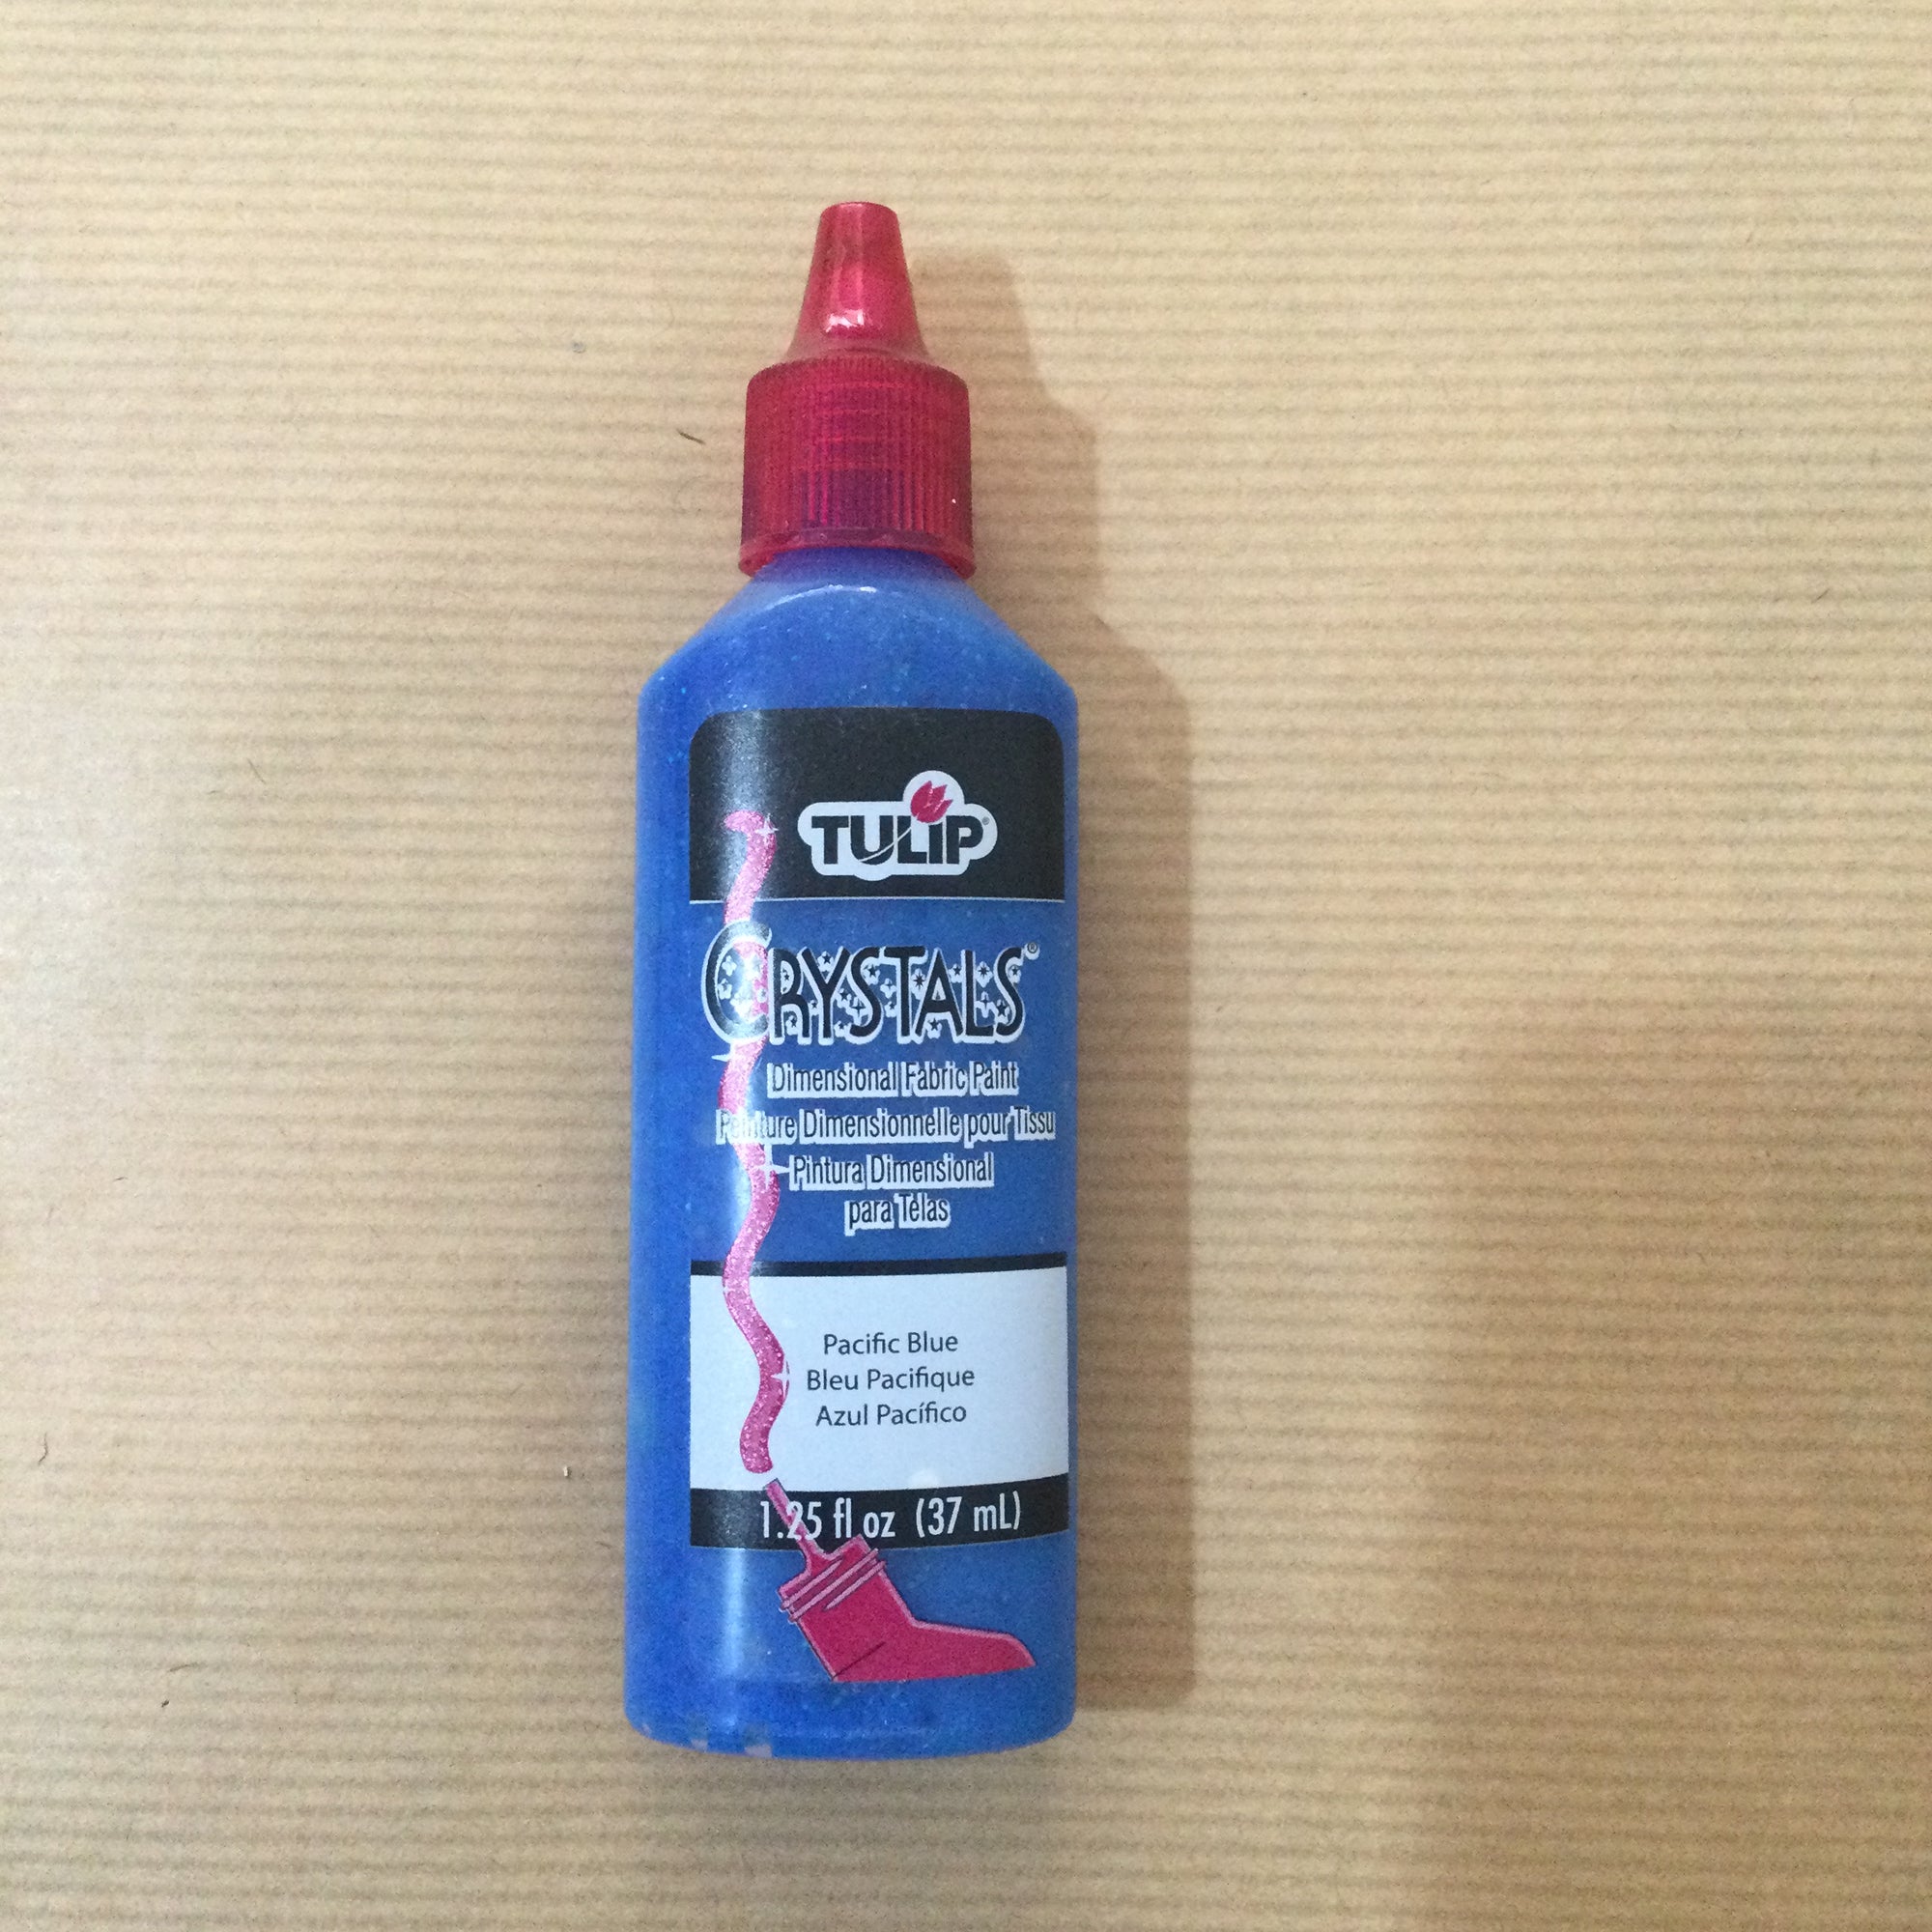 TULIP®
CRYSTALS®
Dimensional Fabric Paint
Peinture Dimensionnelle pour Tissu
Pintura Dimensional
para Telas
Pacific Blue
Bleu Pacifique
Azul Pacífico
1.25 fl oz (37 mL)